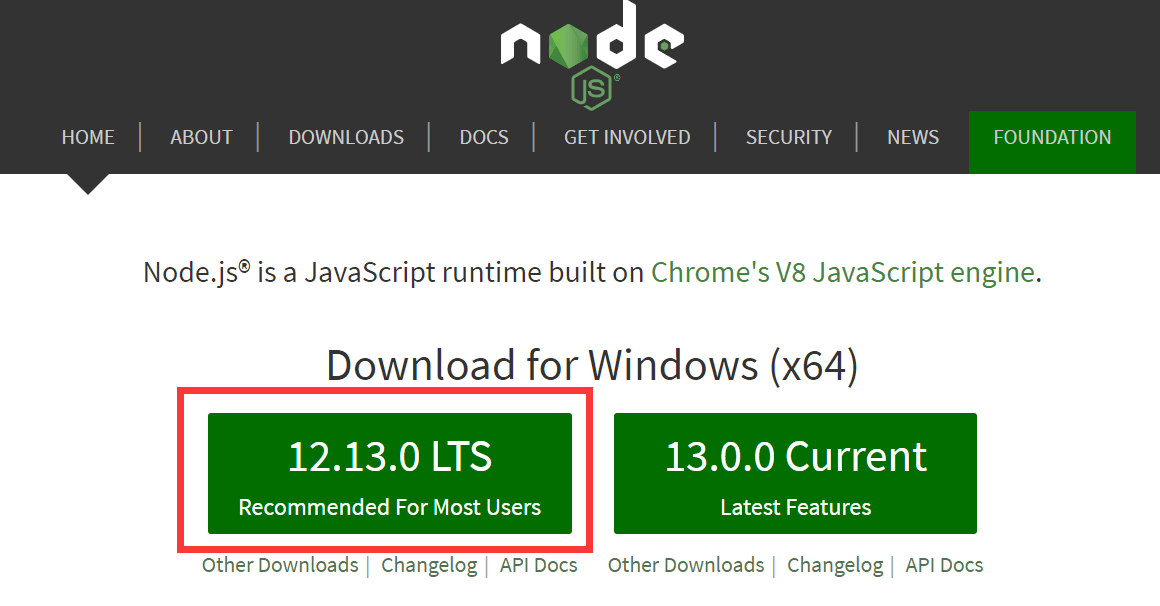 node
JS®
HOME | ABOUT | DOWNLOADS | DOCS | GET INVOLVED | SECURITY | NEWS FOUNDATION
Node.js® is a JavaScript runtime built on Chrome's V8 JavaScript engine.
Download for Windows (x64)
12.13.0 LTS
Recommended For Most Users
13.0.0 Current
Latest Features
Other Downloads | Changelog | API Docs
Other Downloads | Changelog | API Docs